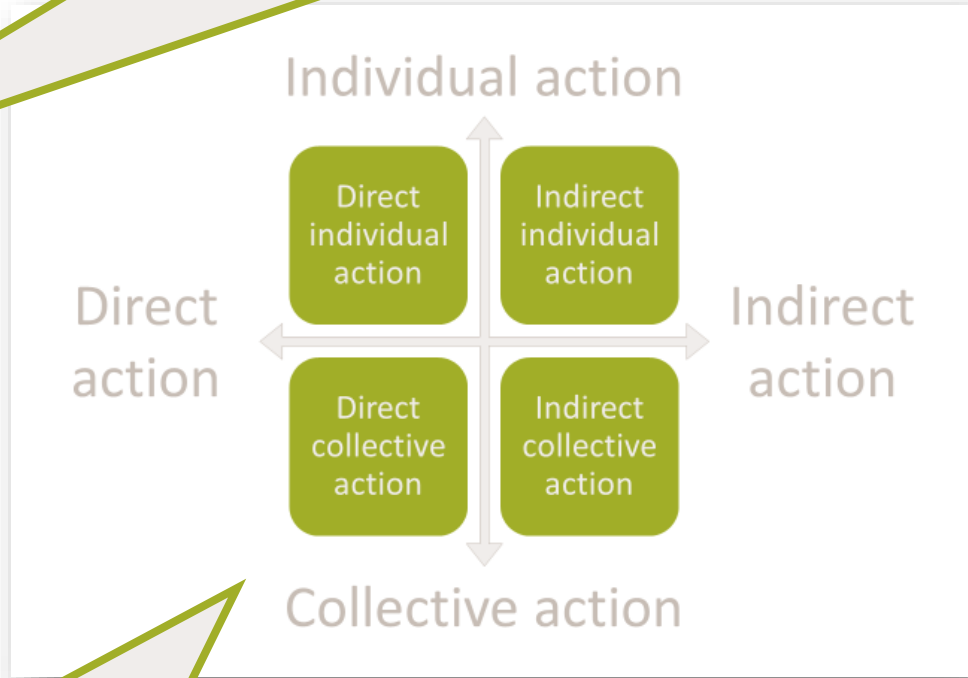 Individual action
Direct
individual
action
Indirect
individual
action
Direct
action
Indirect
action
Direct
collective
action
Indirect
collective
action
Collective action